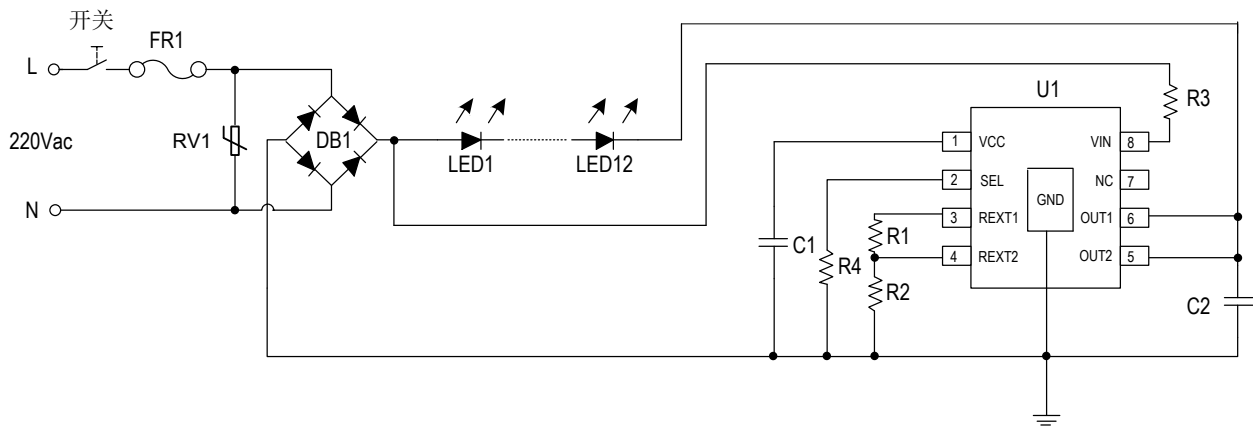 开关
FR1
L
220Vac
RV1
DB1
N
LED1
LED12
U1
R3
1
VCC
VIN
8
2
SEL
NC
7
GND
3
REXT1
OUT1
6
4
REXT2
OUT2
5
C1
R4
R1
R2
C2